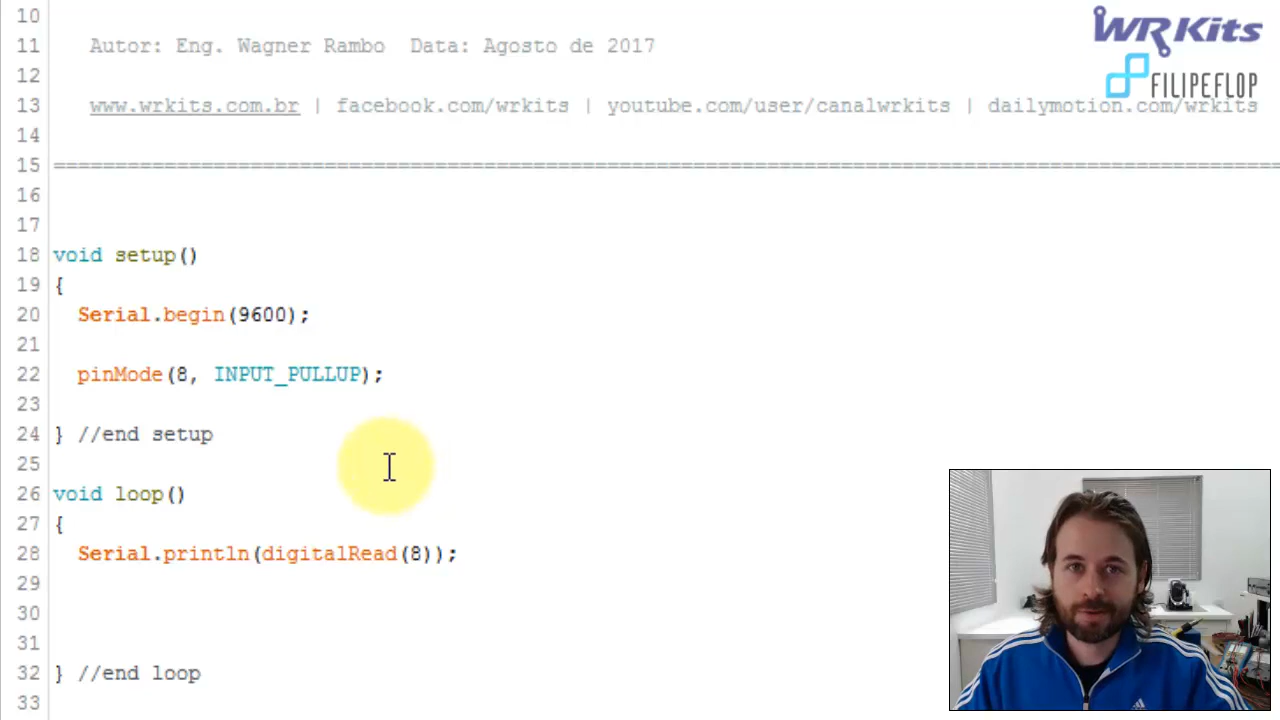 WR Kits
FILIPEFLOP
10
11 Autor: Eng. Wagner Rambo Data: Agosto de 2017
12
13 www.wrkits.com.br | facebook.com/wrkits | youtube.com/user/canalwrkits | dailymotion.com/wrkits
14
15 ====================================================================================================
16
17
18 void setup()
19 {
20 Serial.begin(9600);
21
22 pinMode(8, INPUT_PULLUP);
23
24 } //end setup
25
26 void loop()
27 {
28 Serial.println(digitalRead(8));
29
30
31
32 } //end loop
33